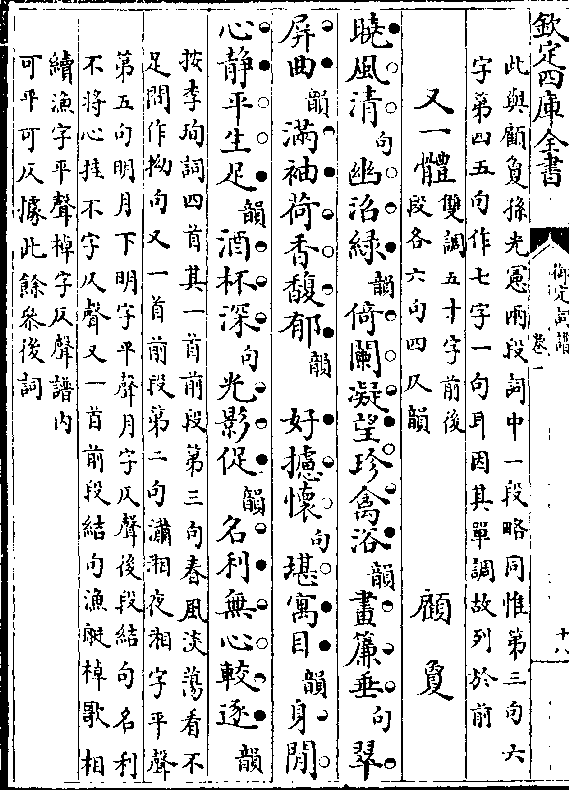 欽定四庫全書
御定詞譜
卷一
十八
此與顧敻孫光憲兩段詞中一段略同惟第三句六
字第四五句作七字一句耳因其單調故列於前
又一體 雙調五十字前後
段各六句四仄韻 顧敻
曉風清句幽沼綠韻倚闌凝望珍禽浴韻畫簾垂句翠
屏曲韻滿袖荷香馥郁韻 好攄懷句堪寓目韻身閒
心靜平生足韻酒杯深句光影促韻名利無心較逐韻
按李珣詞四首其一首前段第三句春風淡蕩看不
足間作拗句又一首前段第二句瀟湘夜湘字平聲
第五句明月下明字平聲月字仄聲後段結句名利
不將心挂不字仄聲又一首前段結句漁艇棹歌相
續漁字平聲棹字仄聲譜內
可平可仄據此餘參後詞